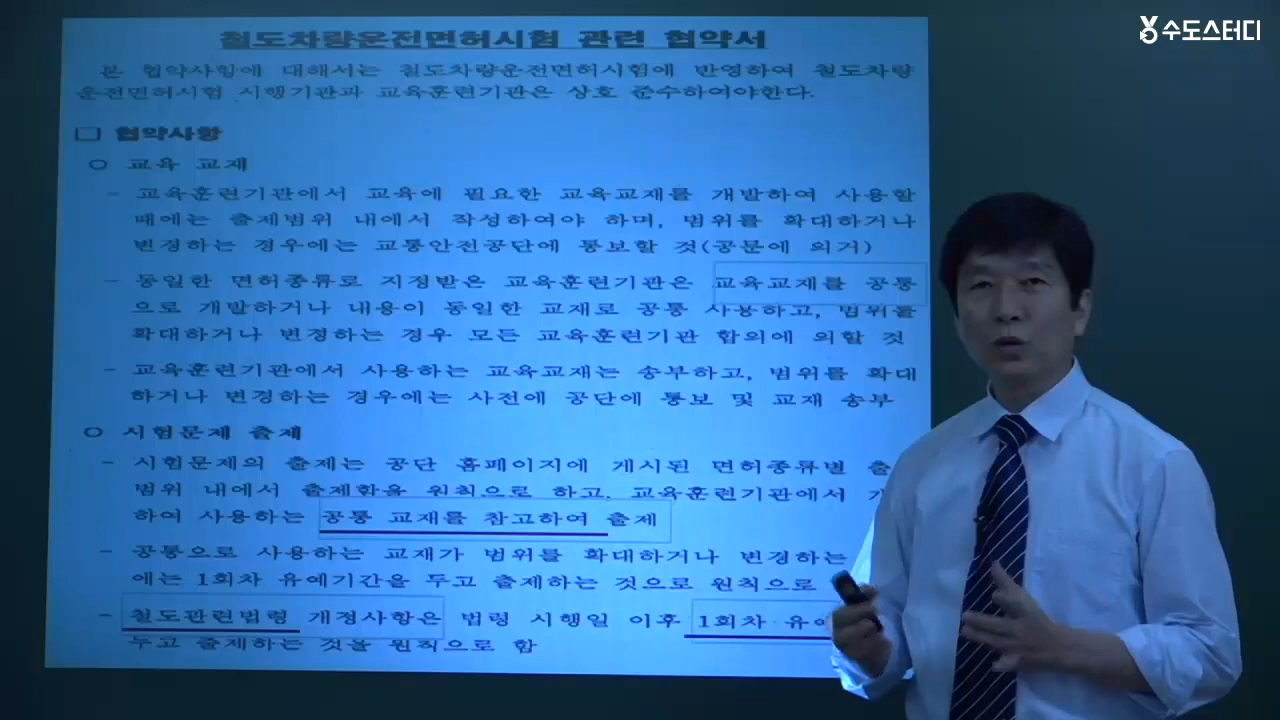 수도스터디
철도차량운전면허시험 관련 협약서
본 협약사항에 대해서는 철도차량운전면허시험에 반영하여 철도차량
운전면허시험 시행기관과 교육훈련기관은 상호 준수하여야한다.
□ 협약사항
○ 교육 교재
- 교육훈련기관에서 교육에 필요한 교육교재를 개발하여 사용할
때에는 출제범위 내에서 작성하여야 하며, 범위를 확대하거나
변경하는 경우에는 교통안전공단에 통보할 것(공문에 의거)
- 동일한 면허종류로 지정받은 교육훈련기관은 교육교재를 공통
으로 개발하거나 내용이 동일한 교재로 공통 사용하고, 범위를
확대하거나 변경하는 경우 모든 교육훈련기관 합의에 의할 것
- 교육훈련기관에서 사용하는 교육교재는 송부하고, 범위를 확대
하거나 변경하는 경우에는 사전에 공단에 통보 및 교재 송부
○ 시험문제 출제
- 시험문제의 출제는 공단 홈페이지에 게시된 면허종류별 출
범위 내에서 출제함을 원칙으로 하고, 교육훈련기관에서
하여 사용하는 공통 교재를 참고하여 출제
- 공통으로 사용하는 교재가 범위를 확대하거나 변경하는
에는 1회차 유예기간을 두고 출제하는 것으로 원칙으로
- 철도관련법령 개정사항은 법령 시행일 이후 1회차 유예
두고 출제하는 것을 원칙으로 함